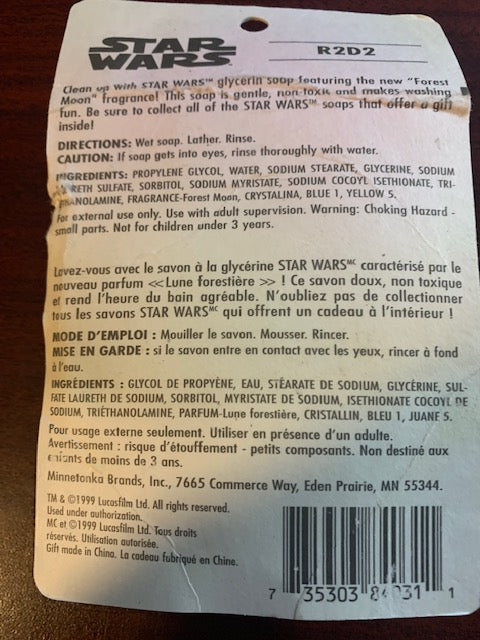 STAR WARS
R2D2
Clean up with STAR WARS™ glycerin soap featuring the new "Forest
Moon" fragrance! This soap is gentle, non-toxic and makes washing
fun. Be sure to collect all of the STAR WARS™ soaps that offer a gift
inside!
DIRECTIONS: Wet soap. Lather. Rinse.
CAUTION: If soap gets into eyes, rinse thoroughly with water.
INGREDIENTS: PROPYLENE GLYCOL, WATER, SODIUM STEARATE, GLYCERINE, SODIUM
RETH SULFATE, SORBITOL, SODIUM MYRISTATE, SODIUM COCOYL ISETHIONATE, TRI-
HANOLAMINE, FRAGRANCE-Forest Moon, CRYSTALINA, BLUE 1, YELLOW 5.
For external use only. Use with adult supervision. Warning: Choking Hazard -
small parts. Not for children under 3 years.
Lavez-vous avec le savon à la glycérine STAR WARS MC caractérisé par le
nouveau parfum <<Lune forestière >> ! Ce savon doux, non toxique
et rend l'heure du bain agréable. N'oubliez pas de collectionner
tous les savons STAR WARS MC qui offrent un cadeau à l'intérieur !
MODE D'EMPLOI : Mouiller le savon. Mousser. Rincer.
MISE EN GARDE : si le savon entre en contact avec les yeux, rincer à fond
à l'eau.
INGRÉDIENTS : GLYCOL DE PROPYÈNE, EAU, STÉARATE DE SODIUM, GLYCÉRINE, SUL-
FATE LAURETH DE SODIUM, SORBITOL, MYRISTATE DE SODIUM, ISETHIONATE COCOYL DE
SODIUM, TRIÉTHANOLAMINE, PARFUM-Lune forestière, CRISTALLIN, BLEU 1, JUANE 5.
Pour usage externe seulement. Utiliser en présence d'un adulte.
Avertissement : risque d'étouffement - petits composants. Non destiné aux
enfants de moins de 3 ans.
Minnetonka Brands, Inc., 7665 Commerce Way, Eden Prairie, MN 55344.
TM & ©1999 Lucasfilm Ltd. All rights reserved.
Used under authorization.
MC et ©1999 Lucasfilm Ltd. Tous droits
réservés. Utilisation autorisée.
Gift made in China. La cadeau fabriqué en Chine.
7 35303 84031 1